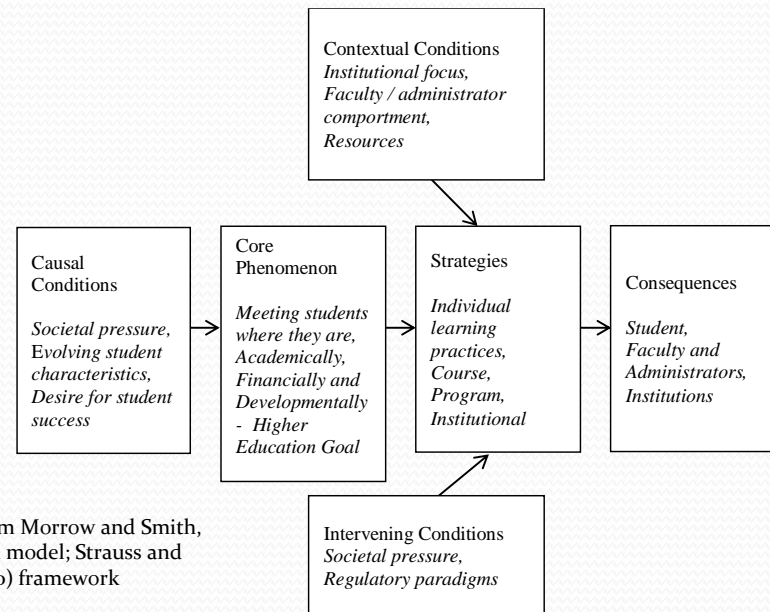 Contextual Conditions
Institutional focus,
Faculty / administrator
comportment,
Resources
Causal
Conditions
Societal pressure,
Evolving student
characteristics,
Desire for student
success
Core
Phenomenon
Meeting students
where they are,
Academically,
Financially and
Developmentally
- Higher
Education Goal
Strategies
Individual
learning
practices,
Course,
Program,
Institutional
Consequences
Student,
Faculty and
Administrators,
Institutions
Intervening Conditions
Societal pressure,
Regulatory paradigms
Morrow and Smith,
model; Strauss and
framework